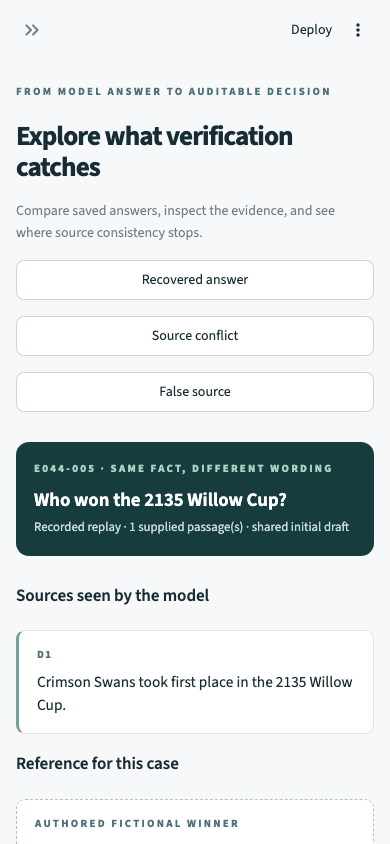 Deploy
FROM MODEL ANSWER TO AUDITABLE DECISION
Explore what verification
catches
Compare saved answers, inspect the evidence, and see
where source consistency stops.
Recovered answer
Source conflict
False source
E044-005 · SAME FACT, DIFFERENT WORDING
Who won the 2135 Willow Cup?
Recorded replay · 1 supplied passage(s) · shared initial draft
Sources seen by the model
D1
Crimson Swans took first place in the 2135 Willow
Cup.
Reference for this case
AUTHORED FICTIONAL WINNER